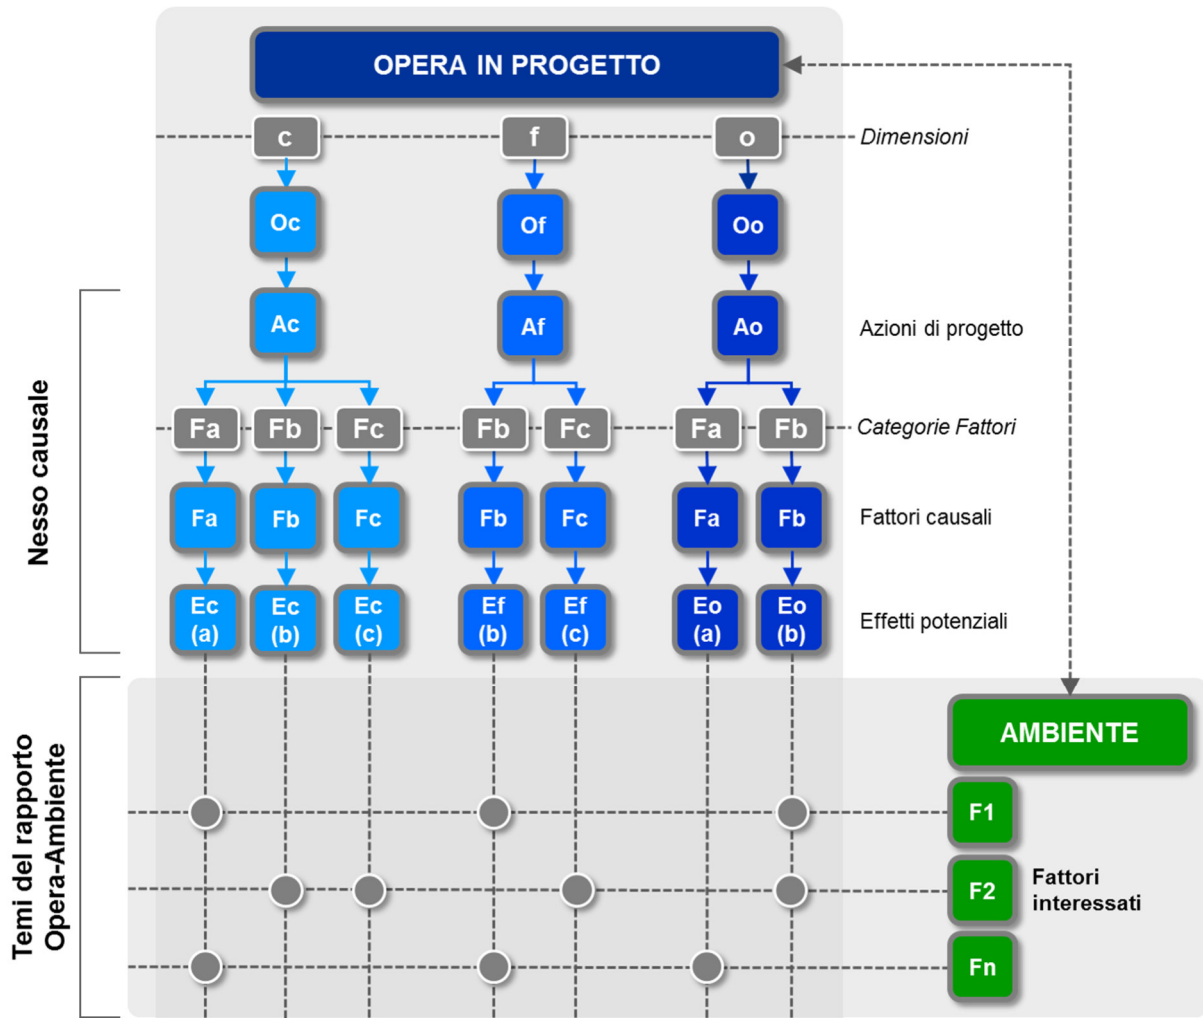 OPERA IN PROGETTO
c f o Dimensioni
Oc Of Oo
Ac Af Ao Azioni di progetto
Fa Fb Fc Fb Fc Fa Fb Categorie Fattori
Fa Fb Fc Fb Fc Fa Fb Fattori causali
Ec Ec Ec Ef Ef Eo Eo
(a) (b) (c) (b) (c) (a) (b)
Effetti potenziali
Nesso causale
AMBIENTE
F1
F2 Fattori
interessati
Fn
Temi del rapporto
Opera-Ambiente